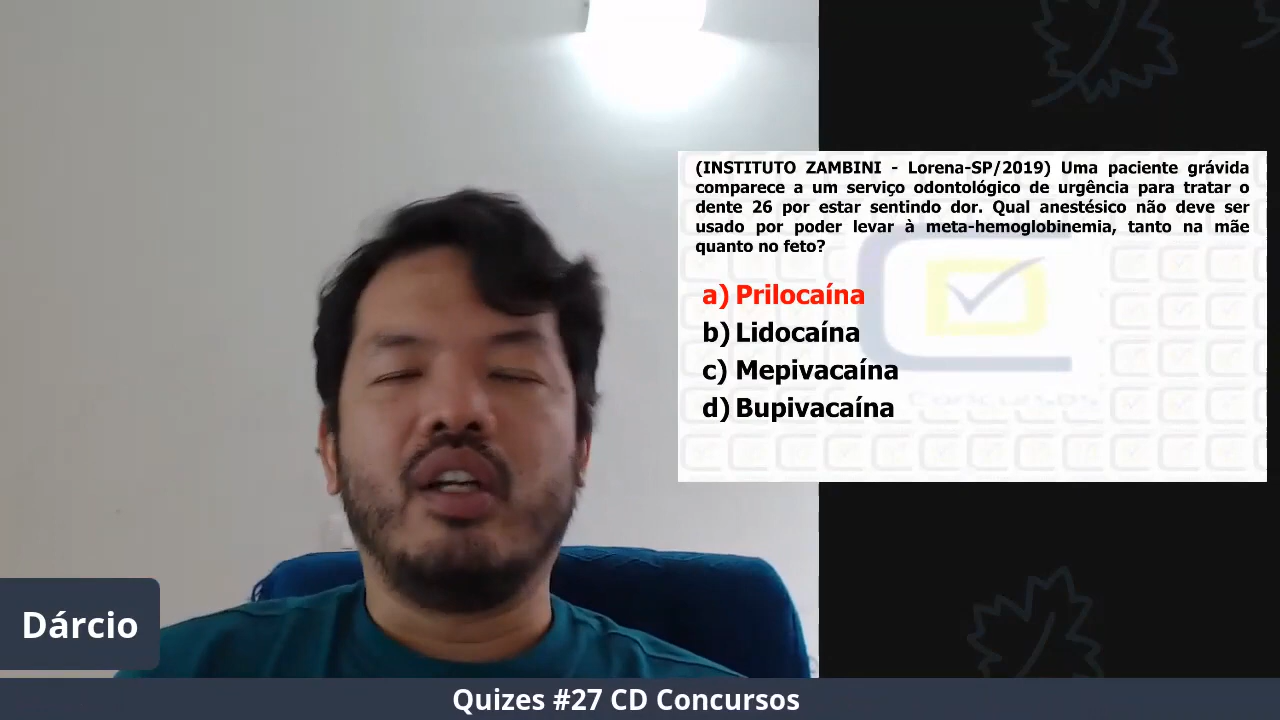 (INSTITUTO ZAMBINI - Lorena-SP/2019) Uma paciente grávida
comparece a um serviço odontológico de urgência para tratar o
dente 26 por estar sentindo dor. Qual anestésico não deve ser
usado por poder levar à meta-hemoglobinemia, tanto na mãe
quanto no feto?
a) Prilocaína
b) Lidocaína
c) Mepivacaína
d) Bupivacaína
Concursos
Dárcio
Quizes #27 CD Concursos